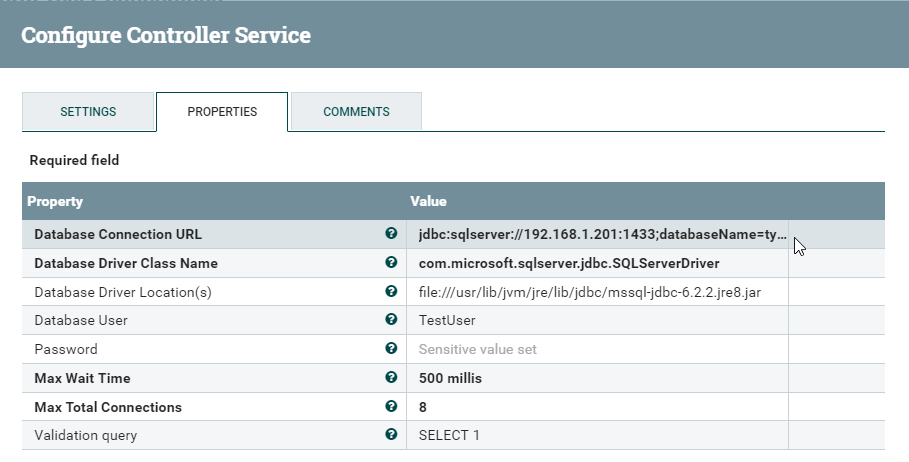 Configure Controller Service
SETTINGS PROPERTIES COMMENTS
Required field
Property Value
Database Connection URL jdbc:sqlserver://192.168.1.201:1433;databaseName=ty...
Database Driver Class Name com.microsoft.sqlserver.jdbc.SQLServerDriver
Database Driver Location(s) file:///usr/lib/jvm/jre/lib/jdbc/mssql-jdbc-6.2.2.jre8.jar
Database User TestUser
Password Sensitive value set
Max Wait Time 500 millis
Max Total Connections 8
Validation query SELECT 1